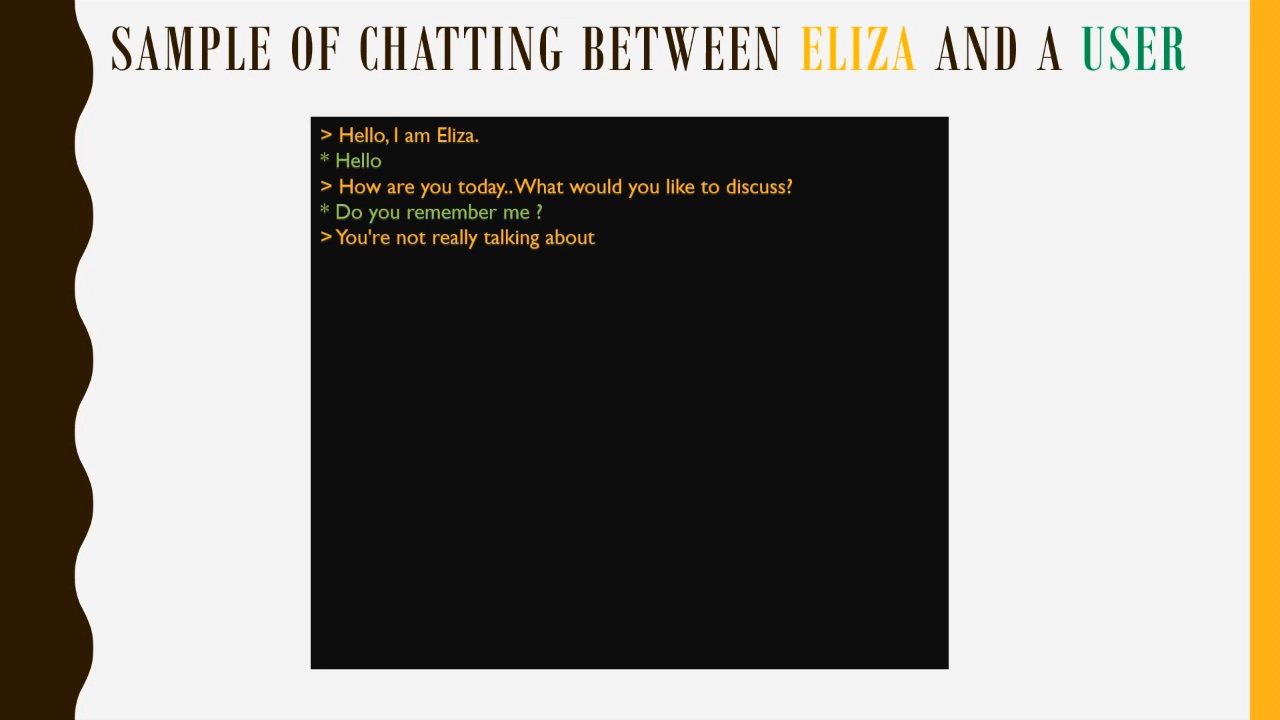 SAMPLE OF CHATTING BETWEEN ELIZA AND A USER
> Hello, I am Eliza.
* Hello
> How are you today.. What would you like to discuss?
* Do you remember me ?
> You're not really talking about